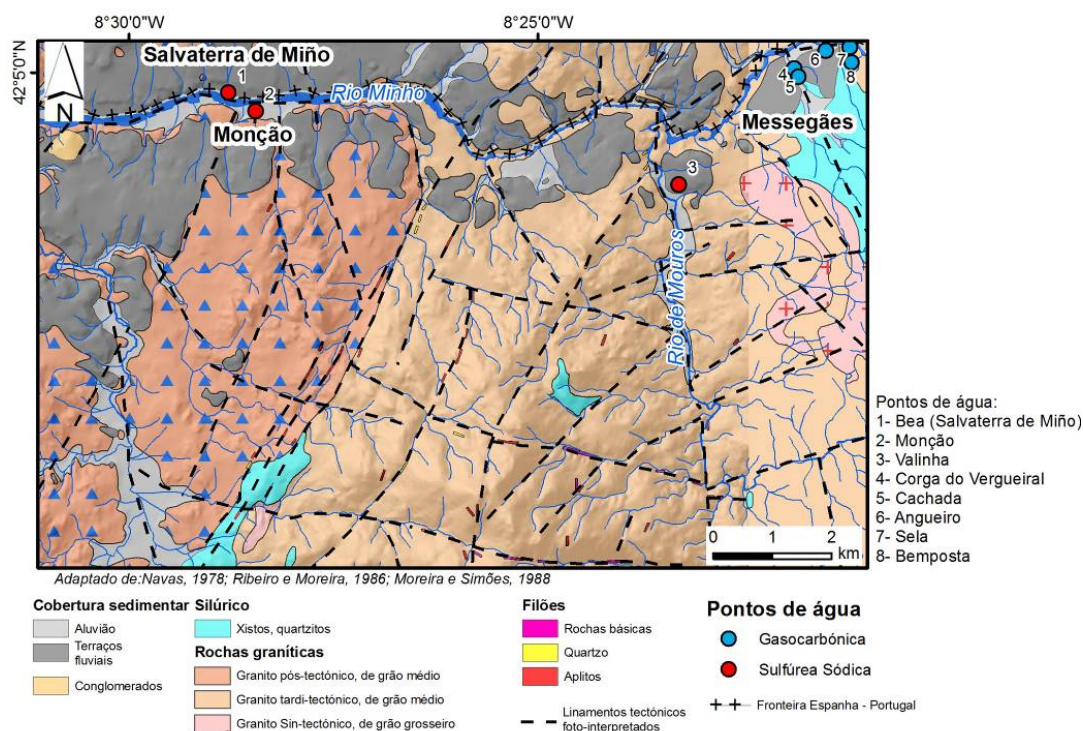 8°30'0"W
8°25'0"W
42°5'0"N
N
Salvaterra de Miño
1
2
Rio Minho
Monção
Messegães
3
4
5
6
7
8
Rio de Mouros
0 1 2
km
Pontos de água:
1- Bea (Salvaterra de Miño)
2- Monção
3- Valinha
4- Corga do Vergueiral
5- Cachada
6- Angueiro
7- Sela
8- Bemposta
Adaptado de:Navas, 1978; Ribeiro e Moreira, 1986; Moreira e Simões, 1988
Cobertura sedimentar
Aluvião
Terraços
fluviais
Conglomerados
Silúrico
Xistos, quartzitos
Rochas graníticas
Granito pós-tectónico, de grão médio
Granito tardi-tectónico, de grão médio
Granito Sin-tectónico, de grão grosseiro
Filões
Rochas básicas
Quartzo
Aplitos
Linamentos tectónicos
foto-interpretados
Pontos de água
Gasocarbónica
Sulfúrea Sódica
Fronteira Espanha - Portugal